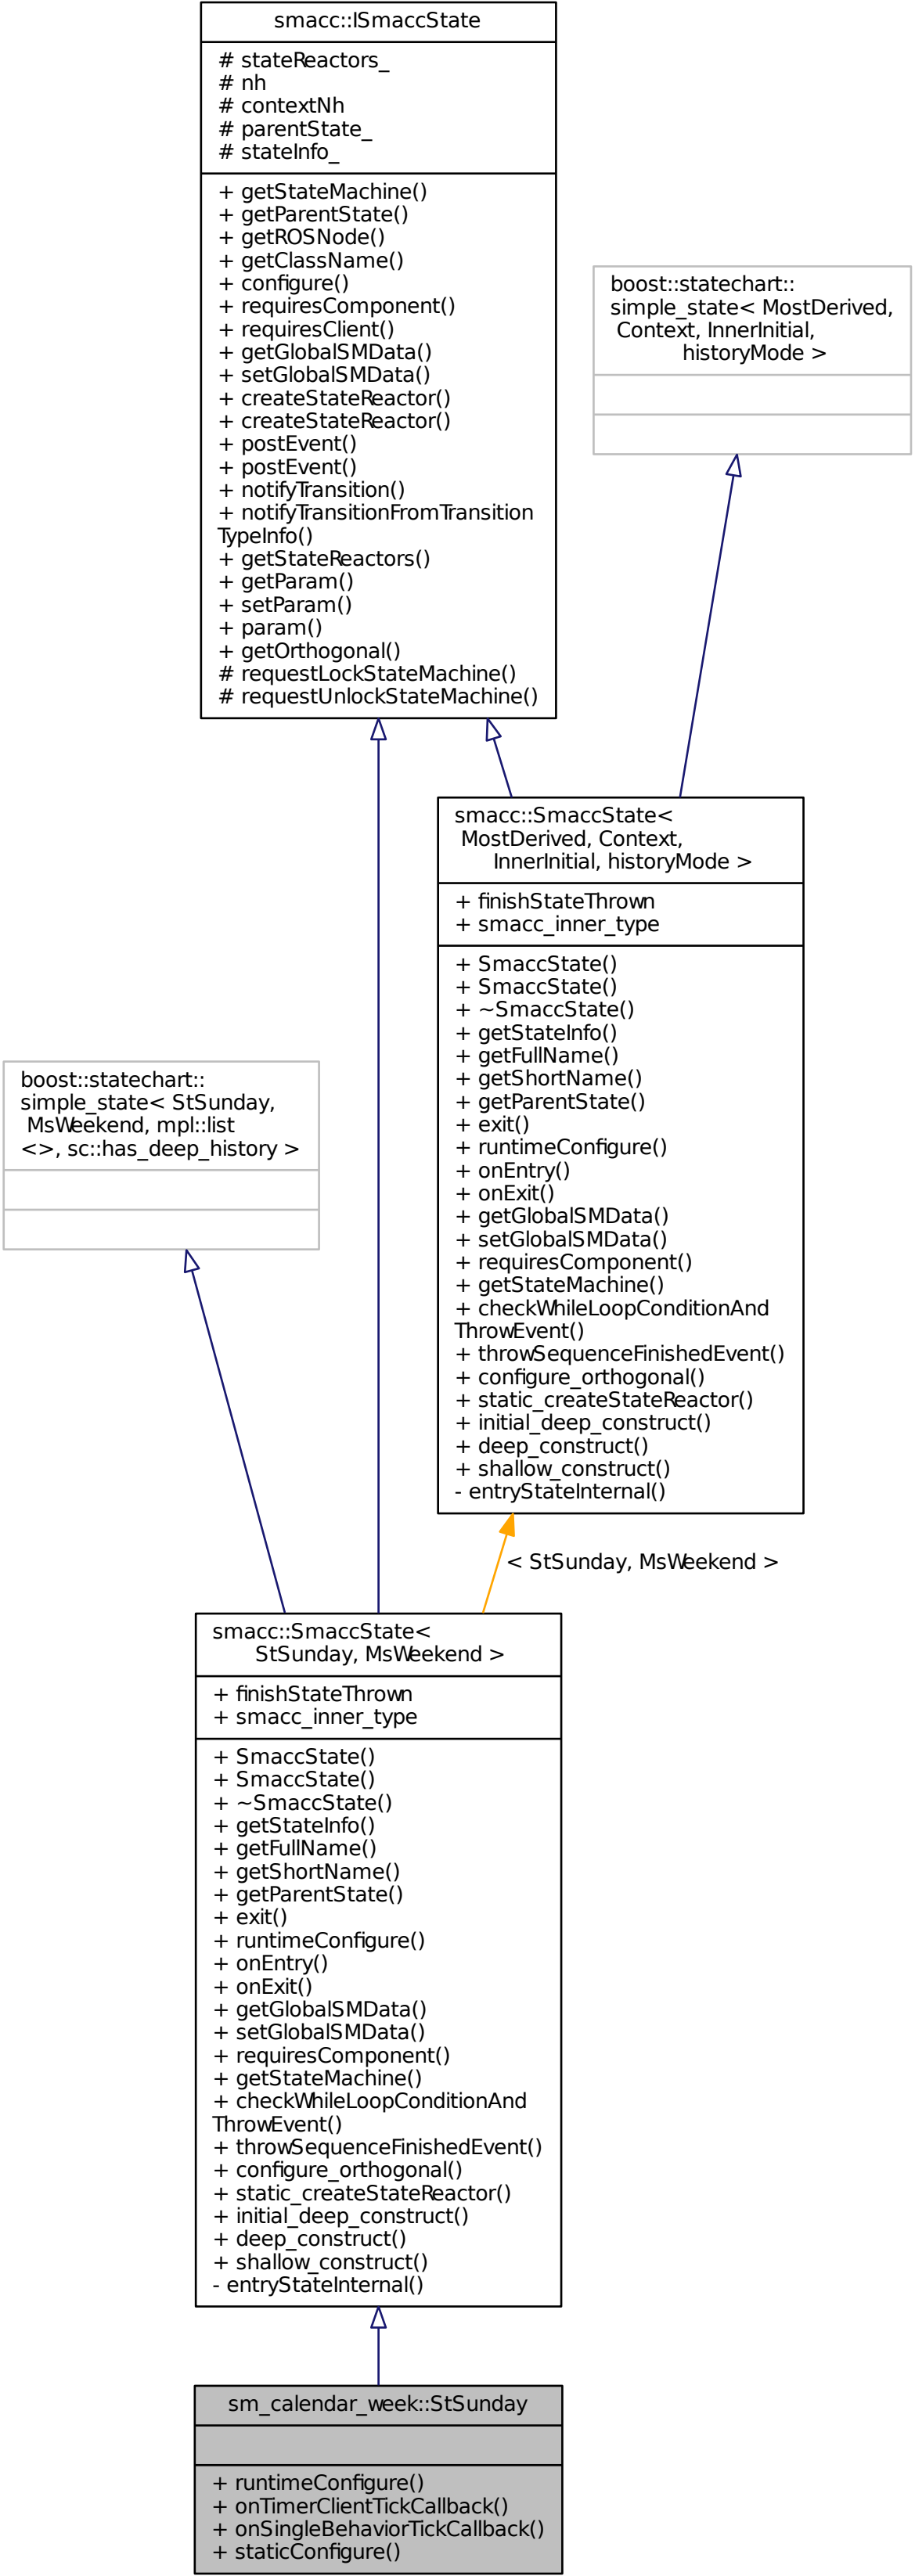 smacc::ISmaccState
# stateReactors_
# nh
# contextNh
# parentState_
# stateInfo_
+ getStateMachine()
+ getParentState()
+ getROSNode()
+ getClassName()
+ configure()
+ requiresComponent()
+ requiresClient()
+ getGlobalSMData()
+ setGlobalSMData()
+ createStateReactor()
+ createStateReactor()
+ postEvent()
+ postEvent()
+ notifyTransition()
+ notifyTransitionFromTransition
TypeInfo()
+ getStateReactors()
+ getParam()
+ setParam()
+ param()
+ getOrthogonal()
# requestLockStateMachine()
# requestUnlockStateMachine()
boost::statechart::
simple_state< MostDerived,
Context, InnerInitial,
historyMode >
smacc::SmaccState<
MostDerived, Context,
InnerInitial, historyMode >
+ finishStateThrown
+ smacc_inner_type
+ SmaccState()
+ SmaccState()
+ ~SmaccState()
+ getStateInfo()
+ getFullName()
+ getShortName()
+ getParentState()
+ exit()
+ runtimeConfigure()
+ onEntry()
+ onExit()
+ getGlobalSMData()
+ setGlobalSMData()
+ requiresComponent()
+ getStateMachine()
+ checkWhileLoopConditionAnd
ThrowEvent()
+ throwSequenceFinishedEvent()
+ configure_orthogonal()
+ static_createStateReactor()
+ initial_deep_construct()
+ deep_construct()
+ shallow_construct()
- entryStateInternal()
boost::statechart::
simple_state< StSunday,
MsWeekend, mpl::list
<>, sc::has_deep_history >
< StSunday, MsWeekend >
smacc::SmaccState<
StSunday, MsWeekend >
+ finishStateThrown
+ smacc_inner_type
+ SmaccState()
+ SmaccState()
+ ~SmaccState()
+ getStateInfo()
+ getFullName()
+ getShortName()
+ getParentState()
+ exit()
+ runtimeConfigure()
+ onEntry()
+ onExit()
+ getGlobalSMData()
+ setGlobalSMData()
+ requiresComponent()
+ getStateMachine()
+ checkWhileLoopConditionAnd
ThrowEvent()
+ throwSequenceFinishedEvent()
+ configure_orthogonal()
+ static_createStateReactor()
+ initial_deep_construct()
+ deep_construct()
+ shallow_construct()
- entryStateInternal()
sm_calendar_week::StSunday
+ runtimeConfigure()
+ onTimerClientTickCallback()
+ onSingleBehaviorTickCallback()
+ staticConfigure()